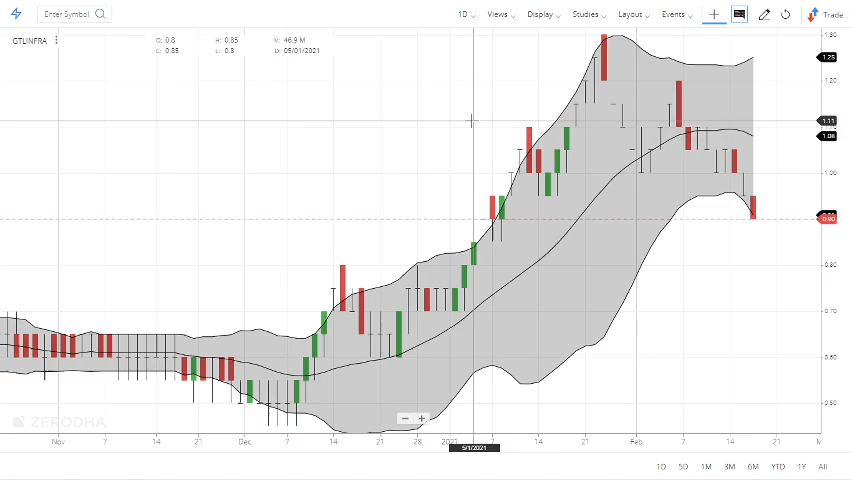 Enter Symbol 1D Views Display Studies Layout Events Trade
GTLINFRA O: 0.8 H: 0.85 V: 46.9 M
C: 0.85 L: 0.8 D: 05/01/2021
1.30
1.25
1.20
1.11
1.08
1.00
0.90
0.80
0.70
0.60
0.50
ZERODHA
Nov 7 14 21 Dec 7 14 21 28 2021 7 14 21 Feb 7 14 21 M
5/1/2021
1D 5D 1M 3M 6M YTD 1Y All